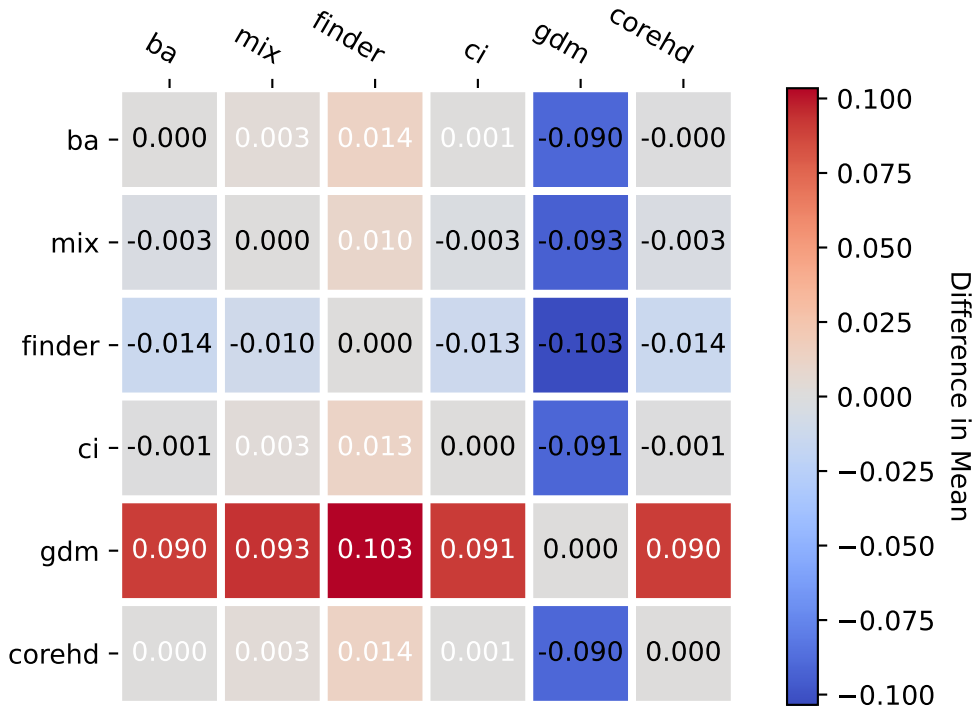 ba mix finder ci gdm corehd
ba 0.000 0.003 0.014 0.001 -0.090 -0.000
mix -0.003 0.000 0.010 -0.003 -0.093 -0.003
finder -0.014 -0.010 0.000 -0.013 -0.103 -0.014
ci -0.001 0.003 0.013 0.000 -0.091 -0.001
gdm 0.090 0.093 0.103 0.091 0.000 0.090
corehd 0.000 0.003 0.014 0.001 -0.090 0.000
0.100
0.075
0.050
0.025
0.000
−0.025
−0.050
−0.075
−0.100
Difference in Mean